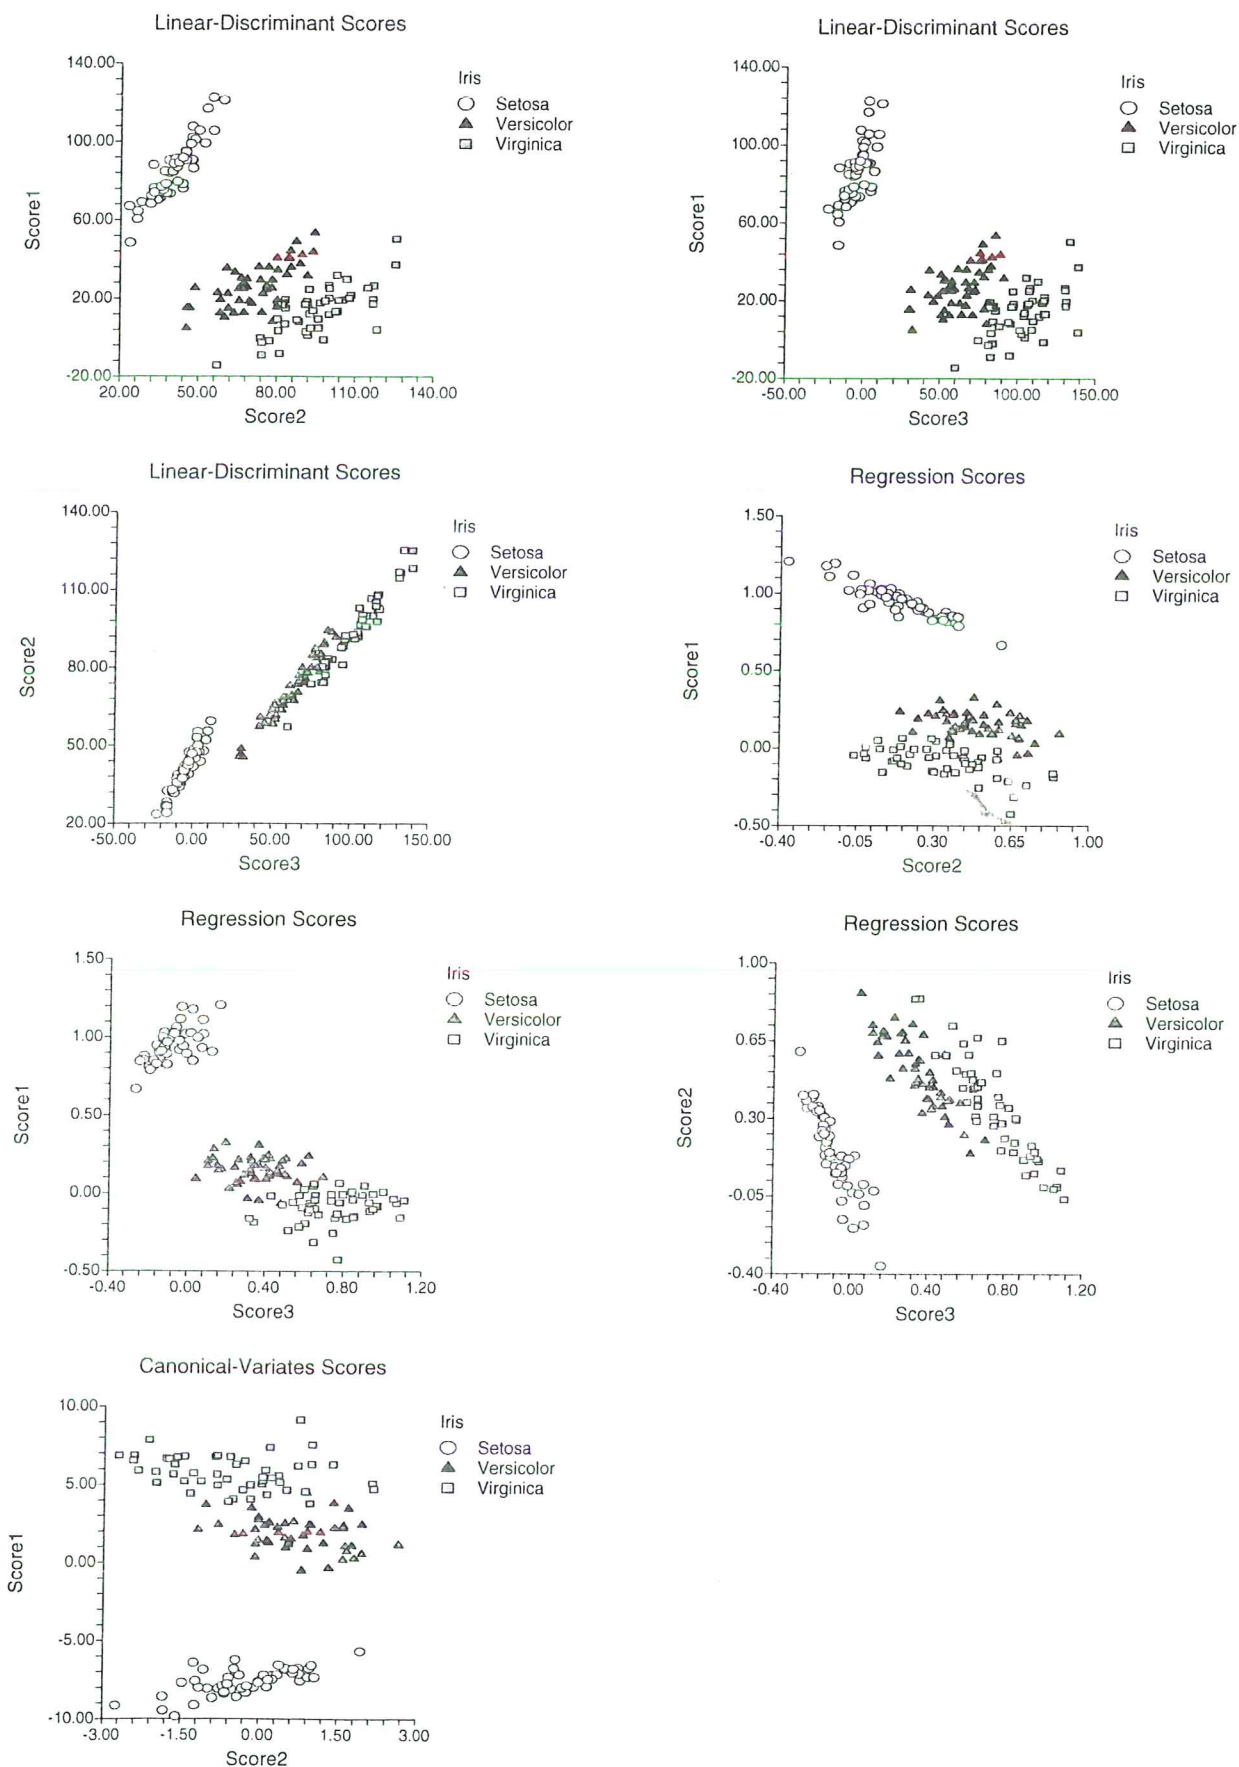 Linear-Discriminant Scores
140.00
100.00
60.00
20.00
-20.00
20.00 50.00 80.00 110.00 140.00
Score1
Score2
Iris
Setosa
Versicolor
Virginica
Linear-Discriminant Scores
140.00
100.00
60.00
20.00
-20.00
-50.00 0.00 50.00 100.00 150.00
Score1
Score3
Iris
Setosa
Versicolor
Virginica
Linear-Discriminant Scores
140.00
110.00
80.00
50.00
20.00
-50.00 0.00 50.00 100.00 150.00
Score2
Score3
Iris
Setosa
Versicolor
Virginica
Regression Scores
1.50
1.00
0.50
0.00
-0.50
-0.40 -0.05 0.30 0.65 1.00
Score1
Score2
Iris
Setosa
Versicolor
Virginica
Regression Scores
1.50
1.00
0.50
0.00
-0.50
-0.40 0.00 0.40 0.80 1.20
Score1
Score3
Iris
Setosa
Versicolor
Virginica
Regression Scores
1.00
0.65
0.30
-0.05
-0.40
-0.40 0.00 0.40 0.80 1.20
Score2
Score3
Iris
Setosa
Versicolor
Virginica
Canonical-Variates Scores
10.00
5.00
0.00
-5.00
-10.00
-3.00 -1.50 0.00 1.50 3.00
Score1
Score2
Iris
Setosa
Versicolor
Virginica